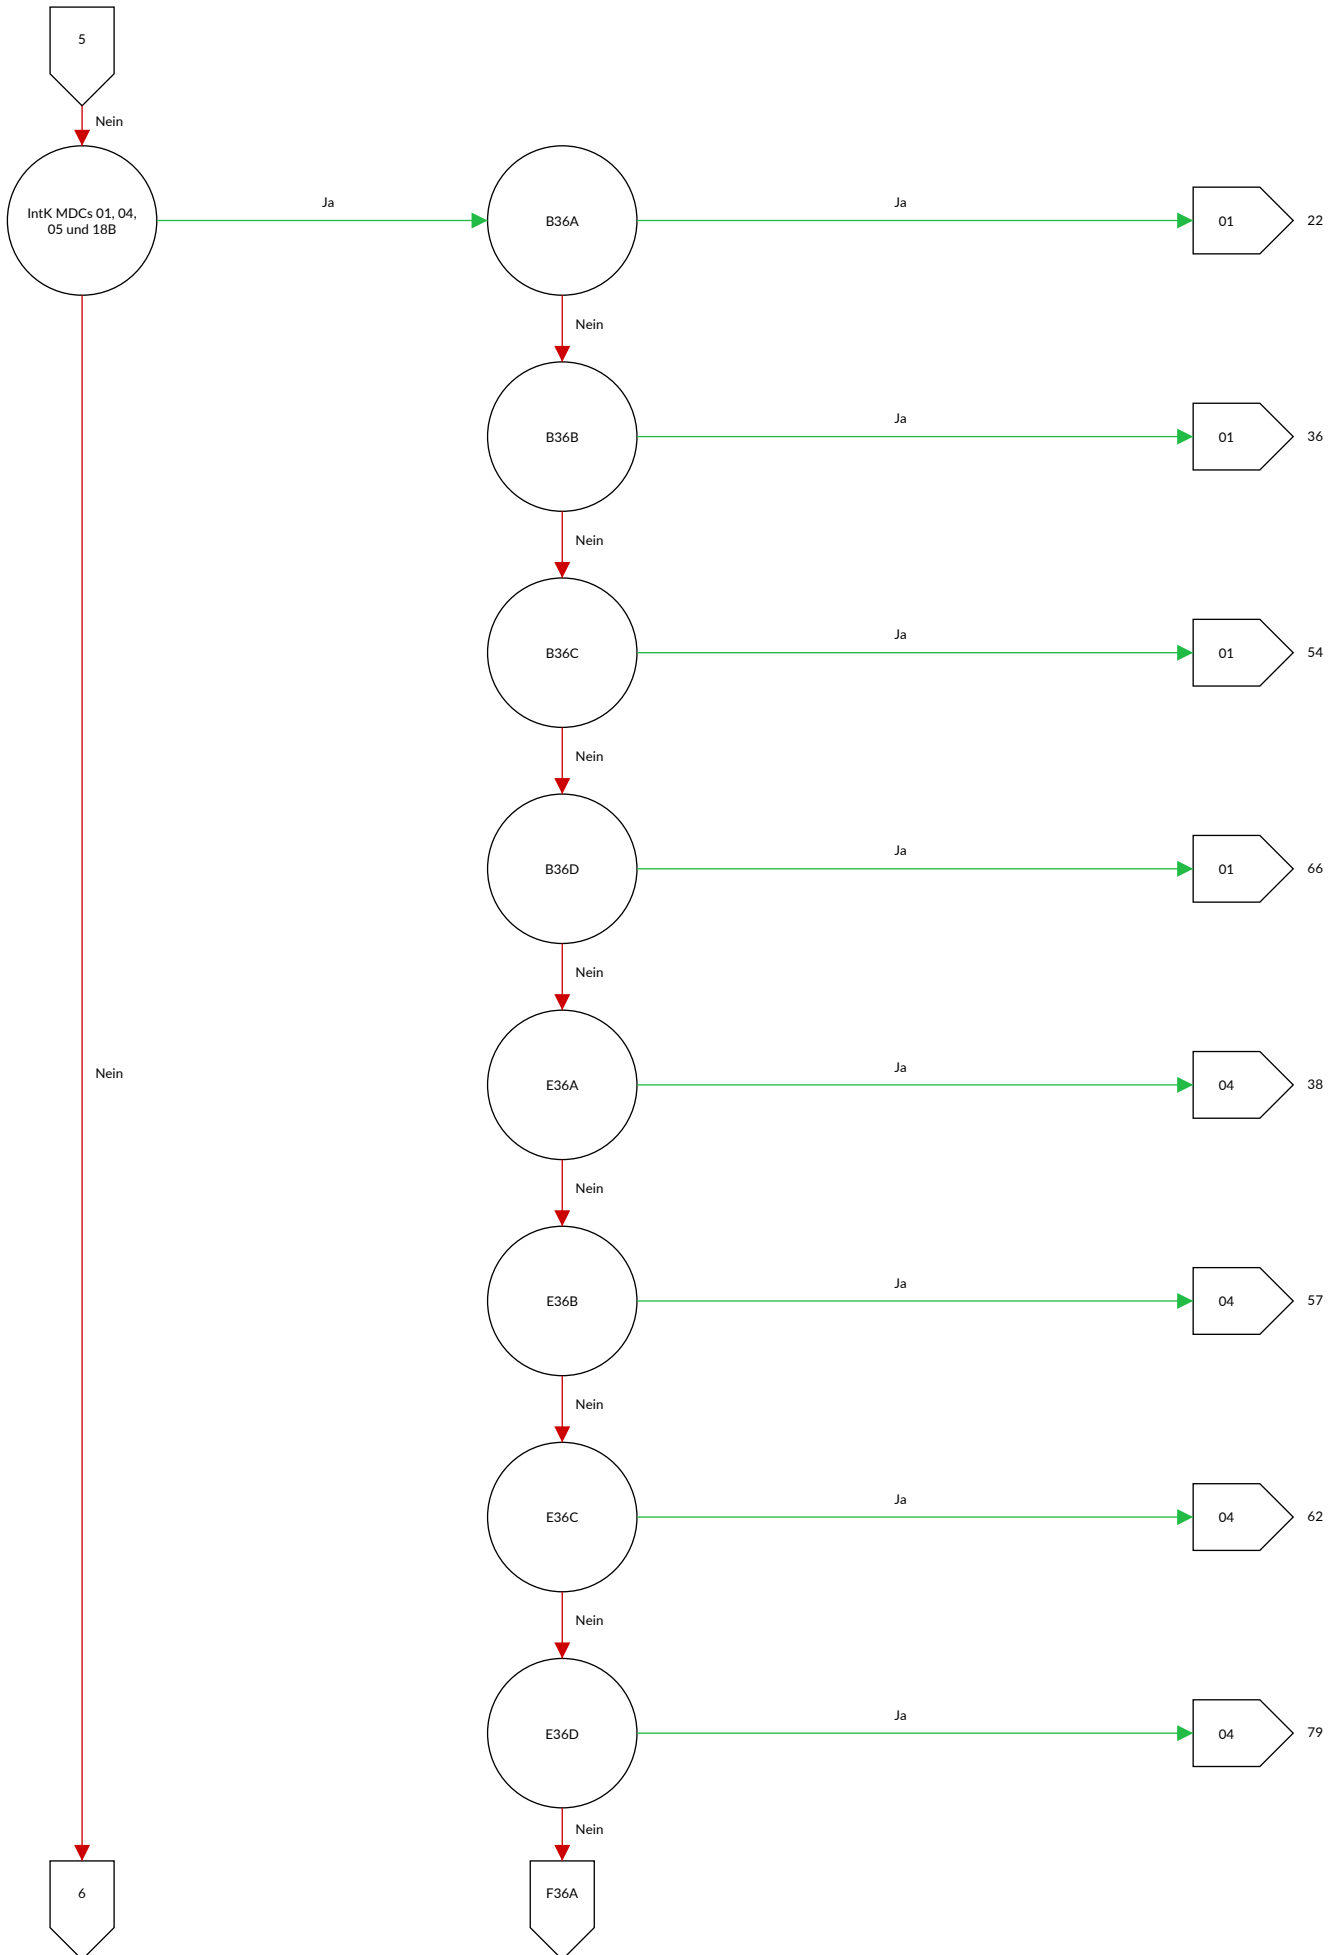 5
Nein
IntK MDCs 01, 04,
05 und 18B
Ja
B36A
Ja
01
22
Nein
B36B
Ja
01
36
Nein
B36C
Ja
01
54
Nein
B36D
Ja
01
66
Nein
E36A
Ja
04
38
Nein
Nein
E36B
Ja
04
57
Nein
E36C
Ja
04
62
Nein
E36D
Ja
04
79
Nein
6
F36A